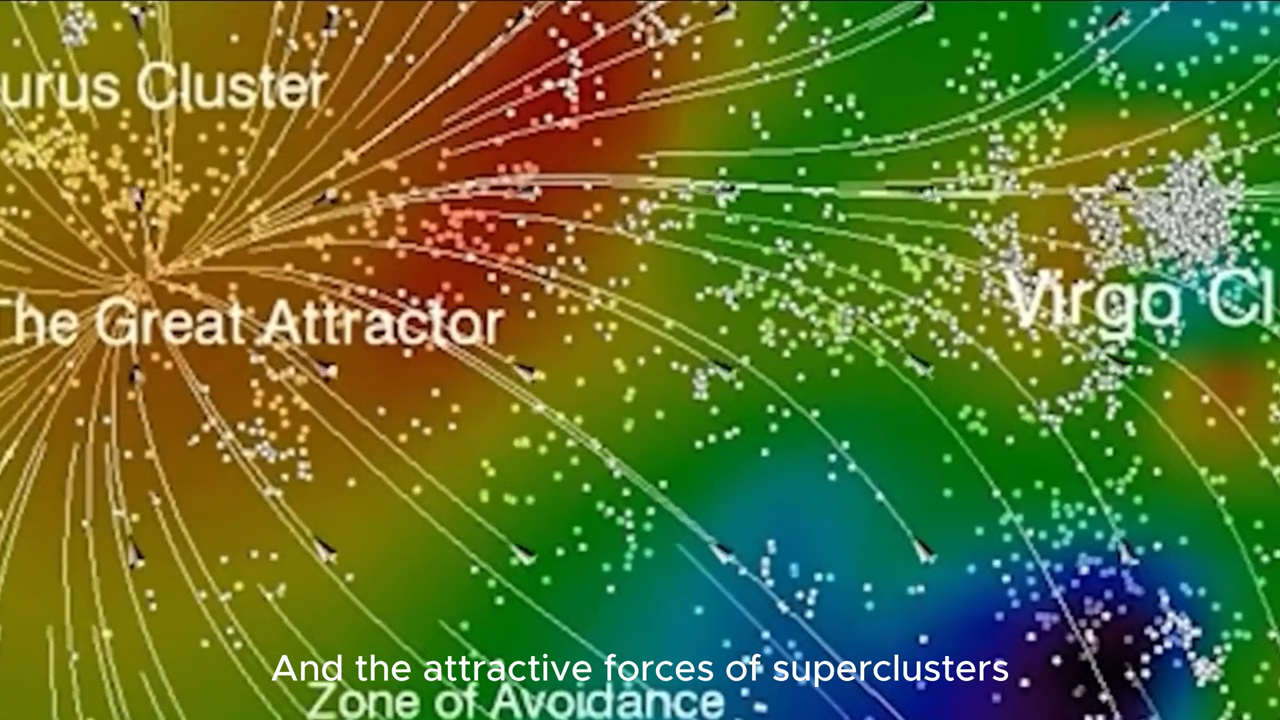 urus Cluster
The Great Attractor
Virgo Cl
And the attractive forces of superclusters
Zone of Avoidance